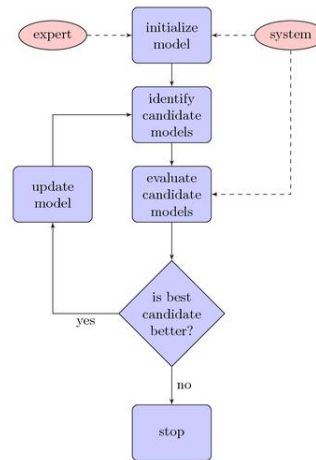 expert
initialize
model
system
identify
candidate
models
update
model
evaluate
candidate
models
is best
candidate
better?
yes
no
stop